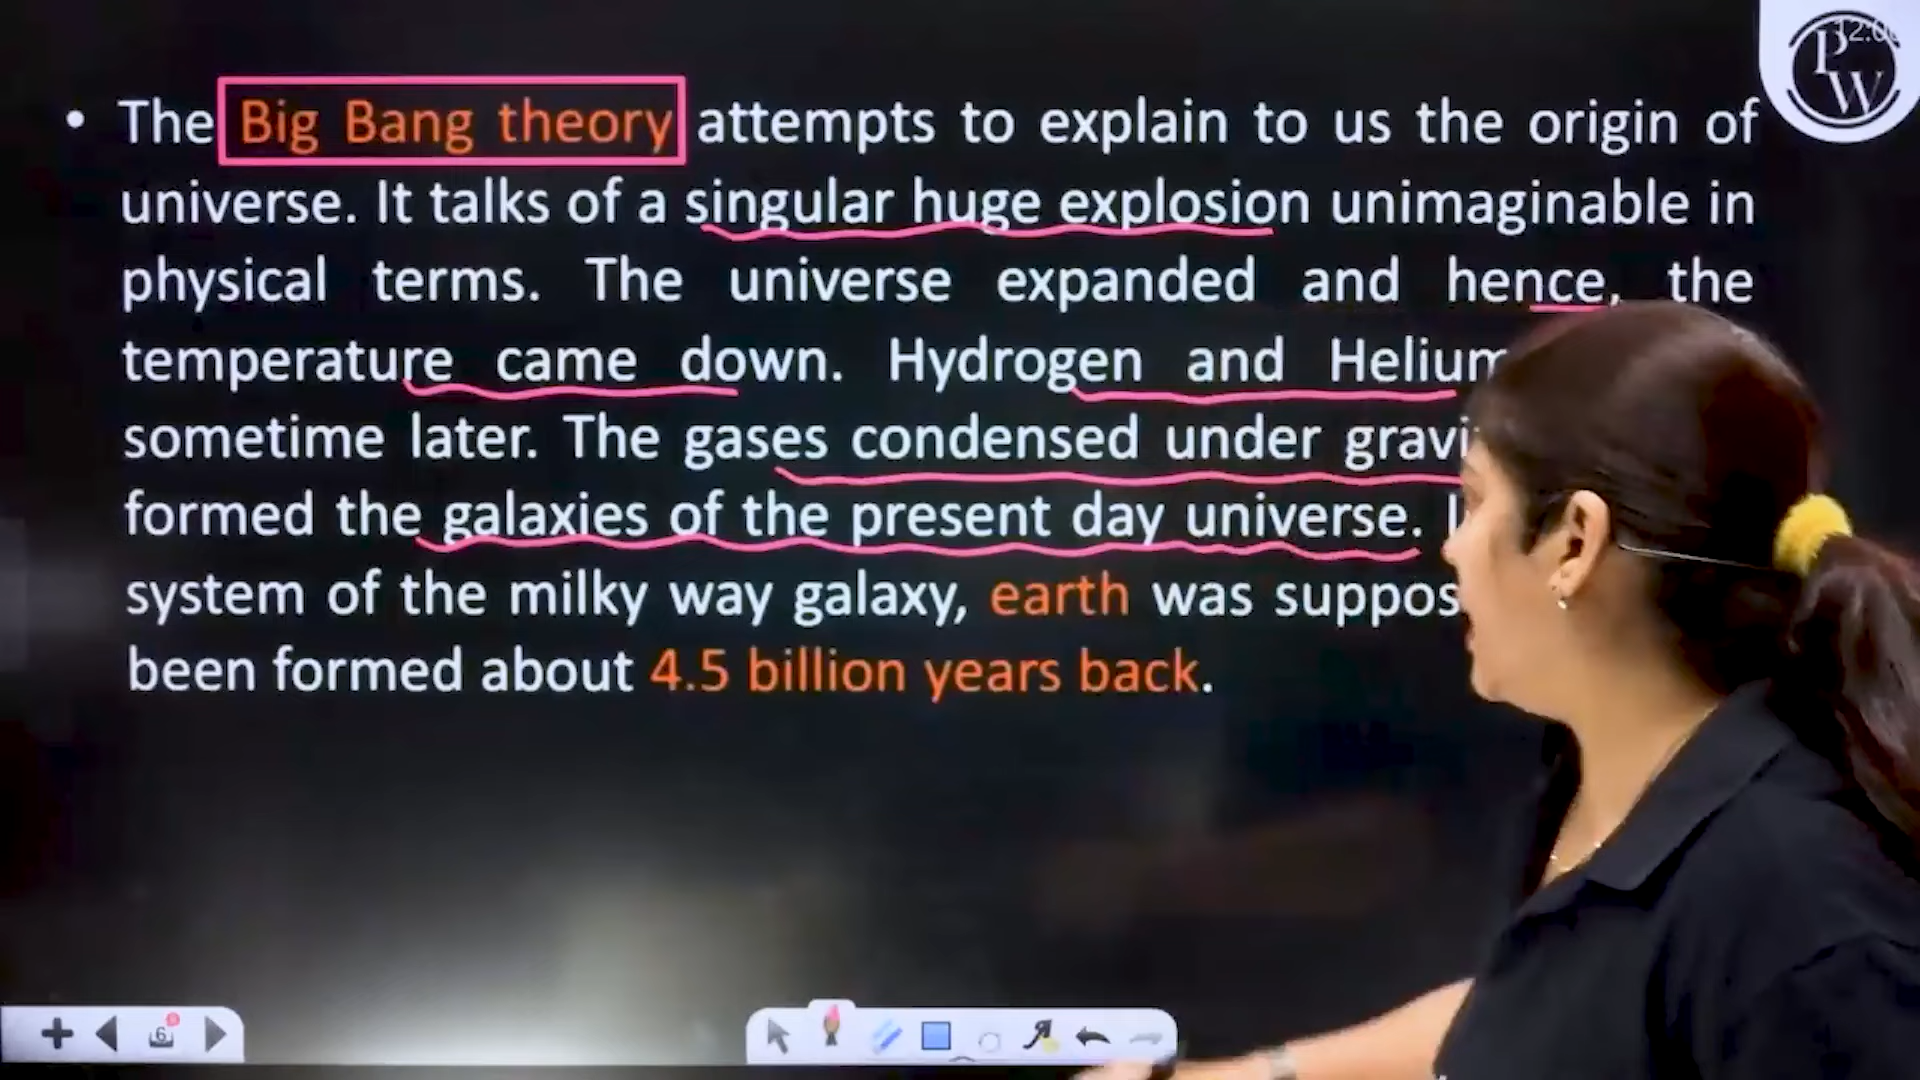 • The Big Bang theory attempts to explain to us the origin of
universe. It talks of a singular huge explosion unimaginable in
physical terms. The universe expanded and hence, the
temperature came down. Hydrogen and
sometime later. The gases condensed under
formed the galaxies of the present day universe.
system of the milky way galaxy, earth was
been formed about 4.5 billion years back.
PW
6